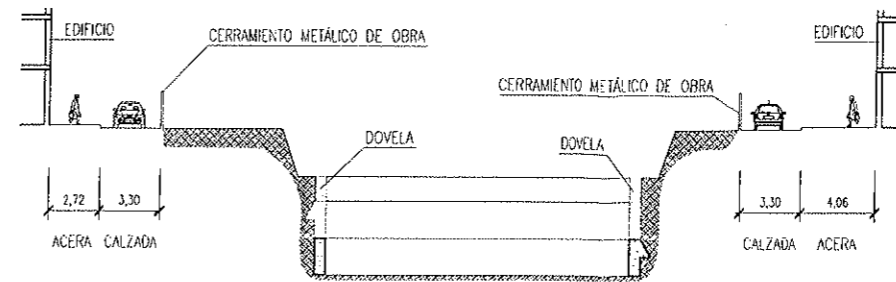 EDIFICIO
CERRAMIENTO METÁLICO DE OBRA
EDIFICIO
CERRAMIENTO METÁLICO DE OBRA
DOVELA
DOVELA
2,72
3,30
3,30
4,06
ACERA
CALZADA
CALZADA
ACERA